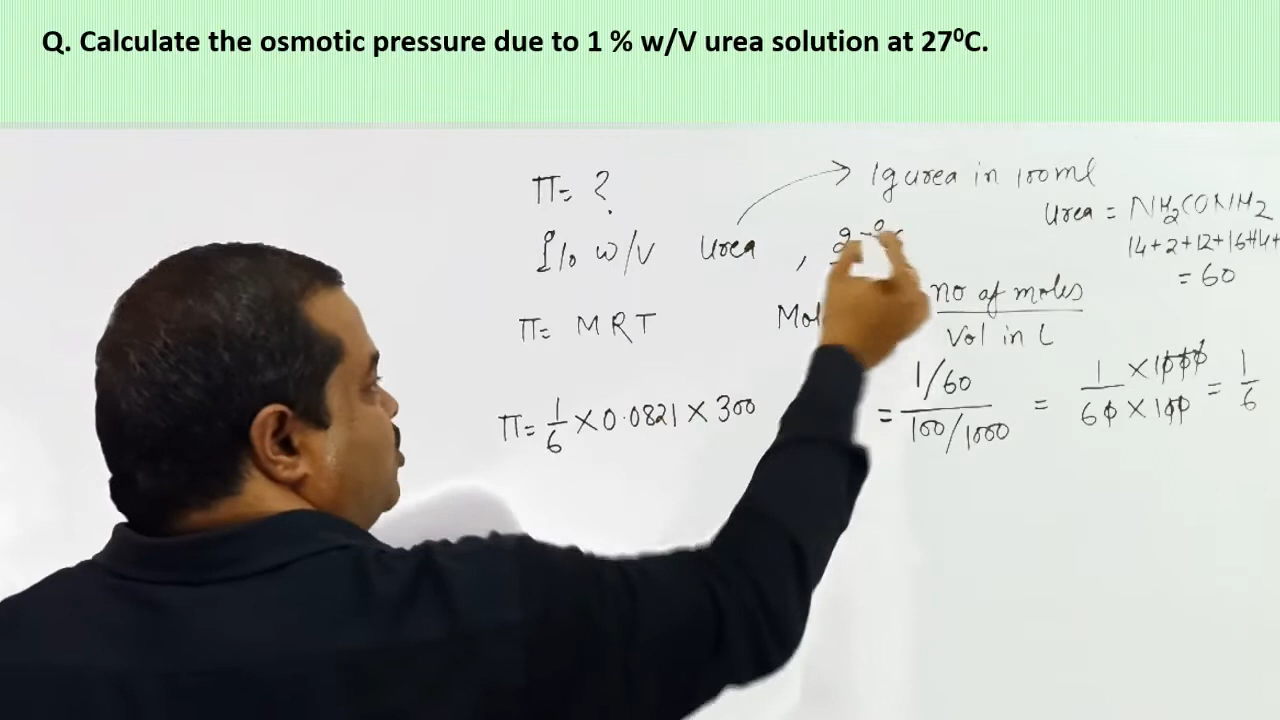 Q. Calculate the osmotic pressure due to 1 % w/V urea solution at 27⁰C.
π = ?
1g urea in 100 ml
1% w/V urea ,
Urea = NH2CONH2
14+2+12+16+14+
= 60
π = MRT
no of moles
Vol in L
= 1/60 / 100/1000 = 1 × 1000 / 60 × 100 = 1/6
π = 1/6 × 0.0821 × 300